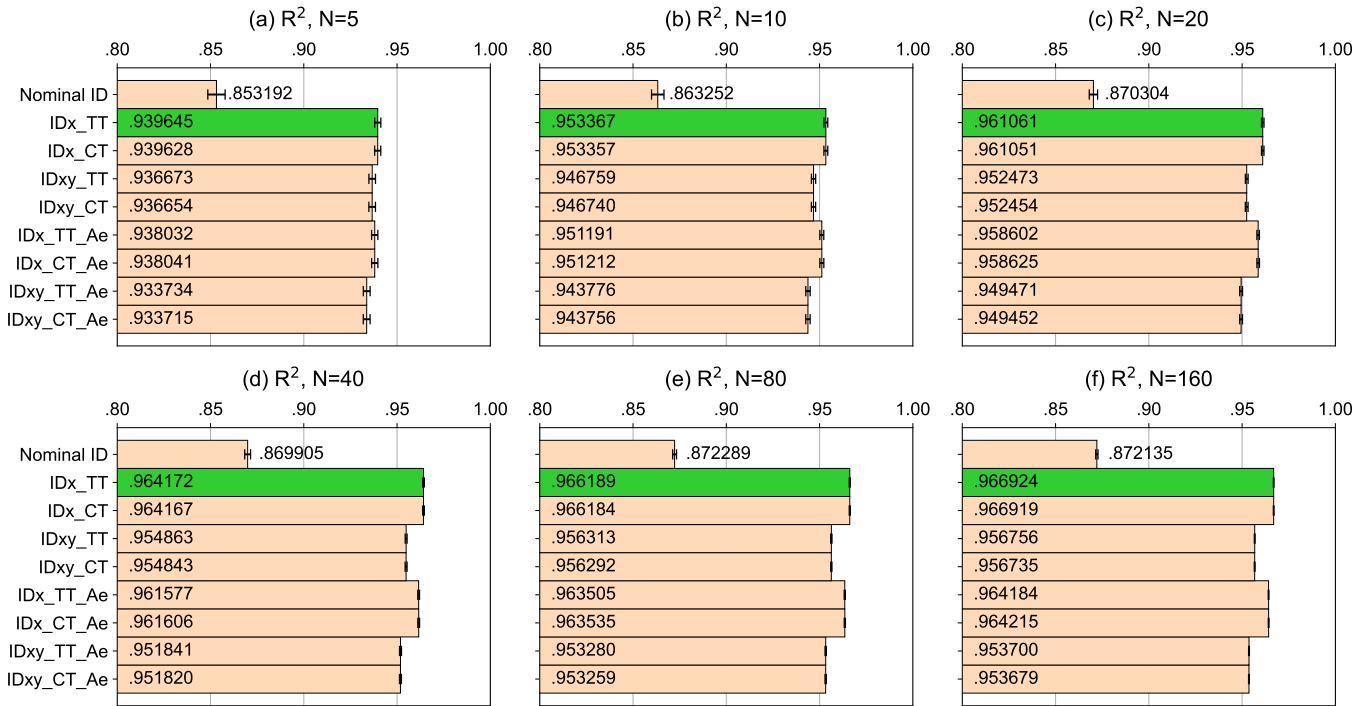 (a) R², N=5 (b) R², N=10 (c) R², N=20
.80 .85 .90 .95 1.00 .80 .85 .90 .95 1.00 .80 .85 .90 .95 1.00
Nominal ID .853192 .863252 .870304
IDx_TT .939645 .953367 .961061
IDx_CT .939628 .953357 .961051
IDxy_TT .936673 .946759 .952473
IDxy_CT .936654 .946740 .952454
IDx_TT_Ae .938032 .951191 .958602
IDx_CT_Ae .938041 .951212 .958625
IDxy_TT_Ae .933734 .943776 .949471
IDxy_CT_Ae .933715 .943756 .949452
(d) R², N=40 (e) R², N=80 (f) R², N=160
.80 .85 .90 .95 1.00 .80 .85 .90 .95 1.00 .80 .85 .90 .95 1.00
Nominal ID .869905 .872289 .872135
IDx_TT .964172 .966189 .966924
IDx_CT .964167 .966184 .966919
IDxy_TT .954863 .956313 .956756
IDxy_CT .954843 .956292 .956735
IDx_TT_Ae .961577 .963505 .964184
IDx_CT_Ae .961606 .963535 .964215
IDxy_TT_Ae .951841 .953280 .953700
IDxy_CT_Ae .951820 .953259 .953679